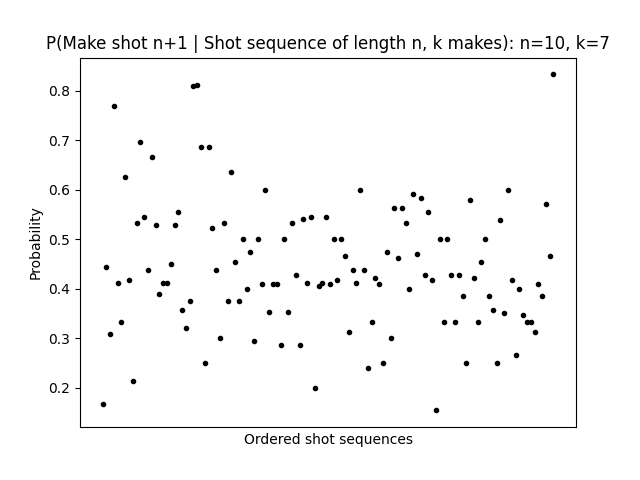 P(Make shot n+1 | Shot sequence of length n, k makes): n=10, k=7
0.8
0.7
0.6
0.5
0.4
0.3
0.2
Probability
Ordered shot sequences